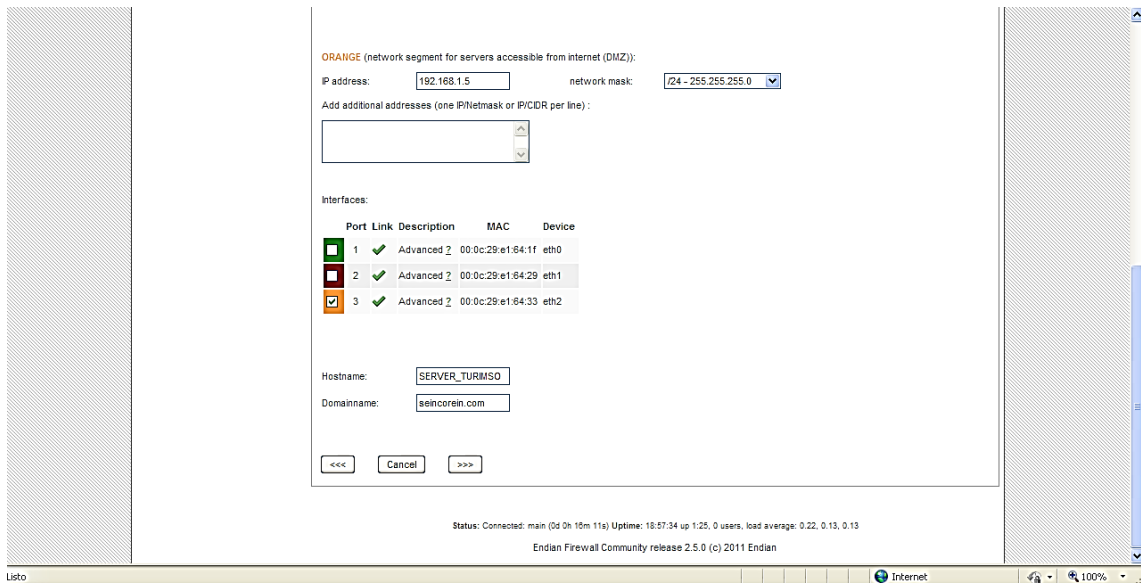 ORANGE (network segment for servers accessible from internet (DMZ)):
IP address: 192.168.1.5 network mask: /24 - 255.255.255.0
Add additional addresses (one IP/Netmask or IP/CIDR per line) :
Interfaces:
Port Link Description MAC Device
1 Advanced ? 00:0c:29:e1:64:1f eth0
2 Advanced ? 00:0c:29:e1:64:29 eth1
3 Advanced ? 00:0c:29:e1:64:33 eth2
Hostname: SERVER_TURIMSO
Domainname: seincorein.com
<<< Cancel >>>
Status: Connected: main (0d 0h 16m 11s) Uptime: 18:57:34 up 1:25, 0 users, load average: 0.22, 0.13, 0.13
Endian Firewall Community release 2.5.0 (c) 2011 Endian
Listo Internet 100%